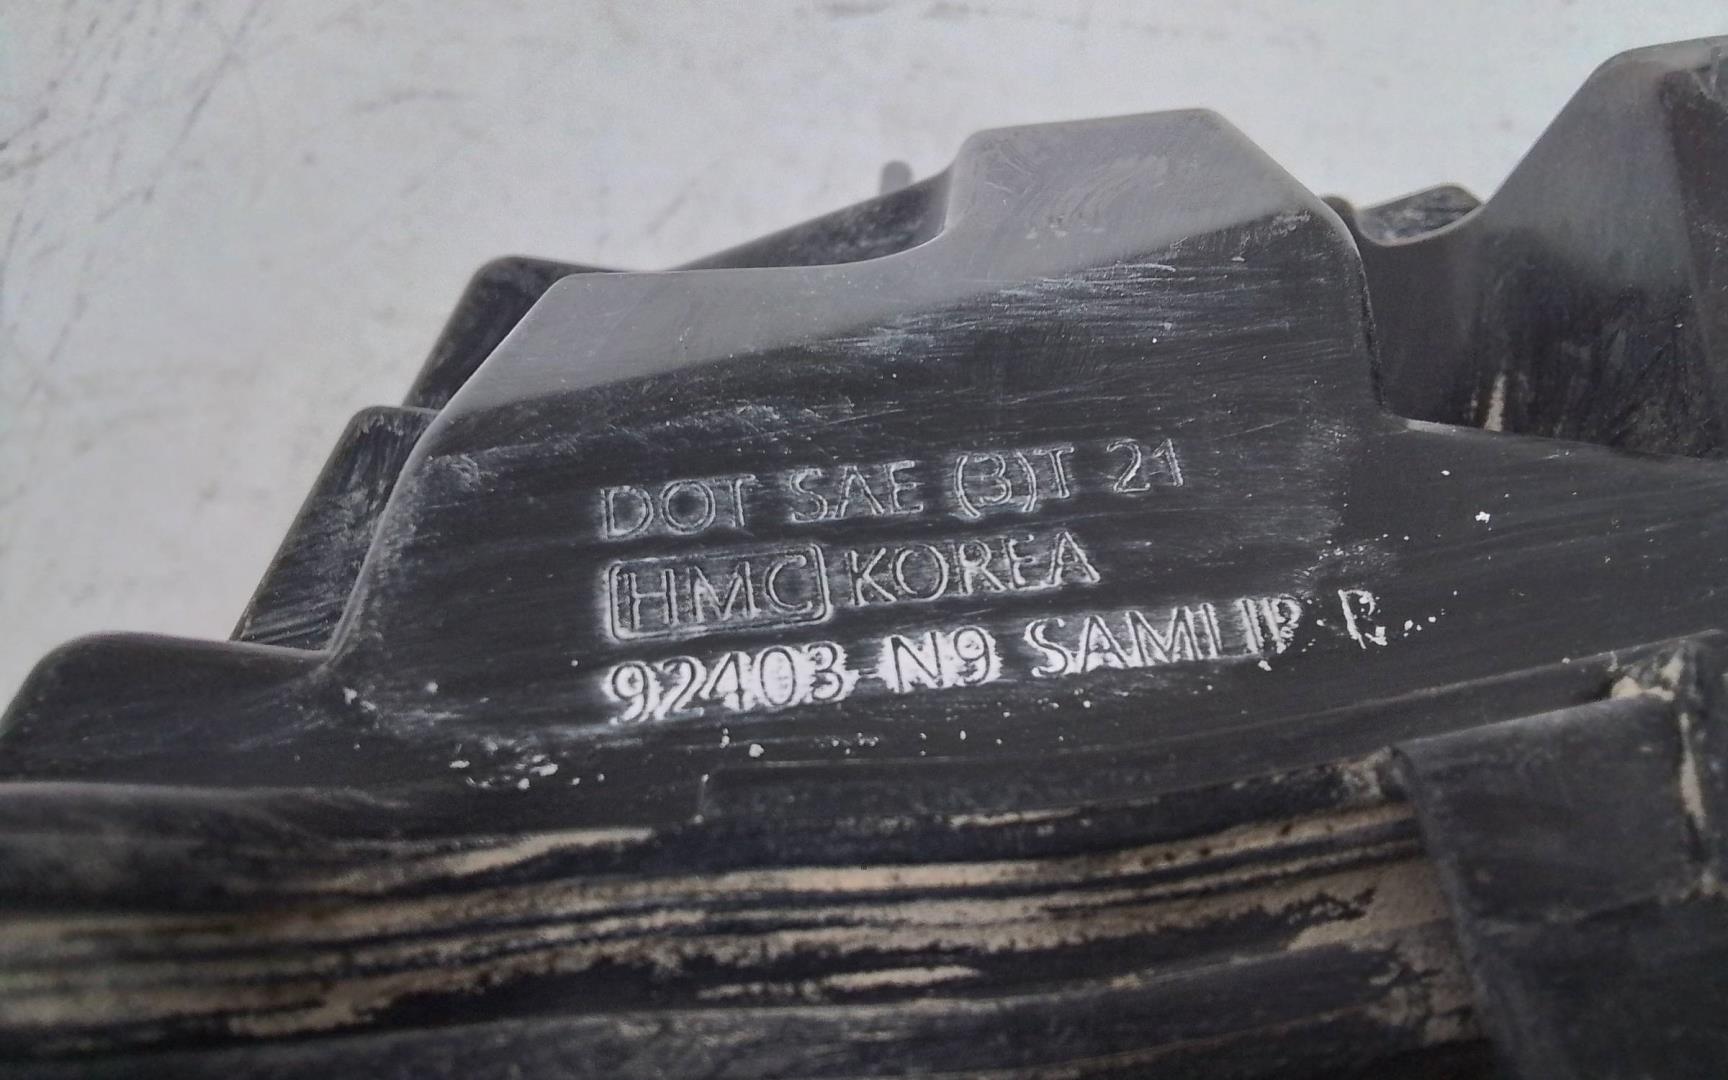 DOT SAE (3)T 21
HMC KOREA
92403-N9 SAMLIP